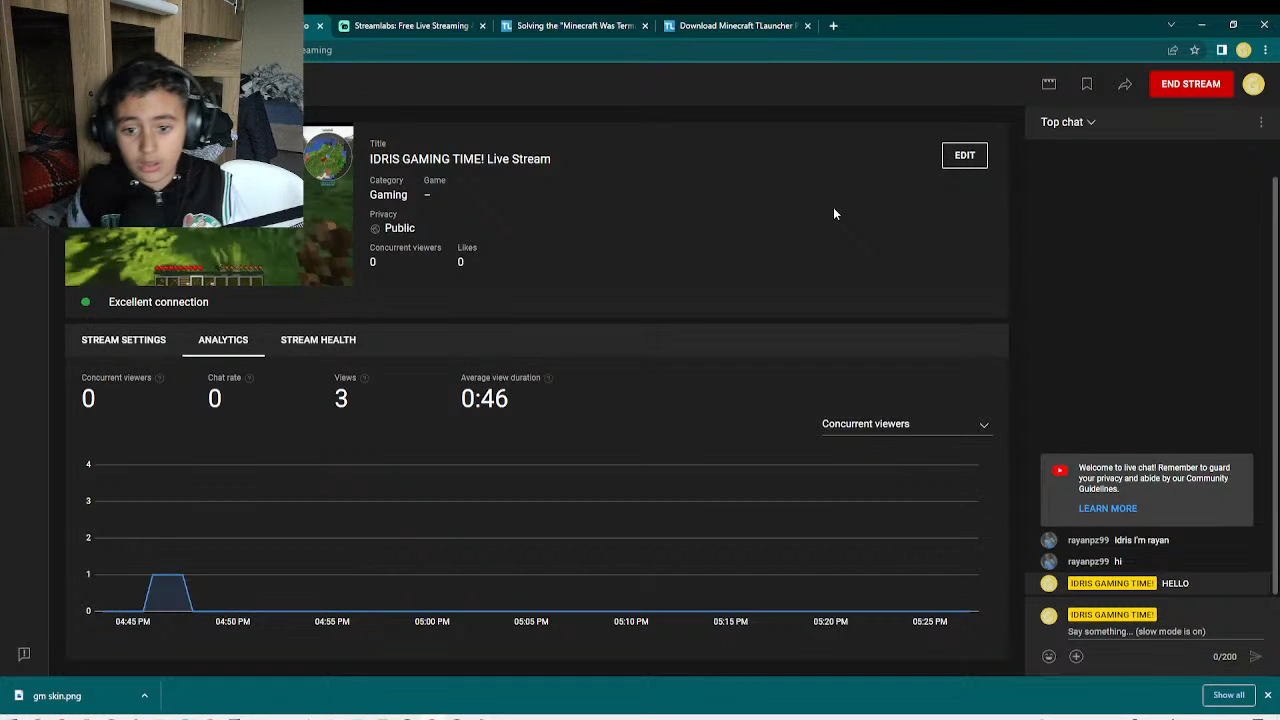 o
Streamlabs: Free Live Streaming
TL Solving the "Minecraft Was Term
TL Download Minecraft TLauncher
eaming
END STREAM
Top chat
Title
IDRIS GAMING TIME! Live Stream
EDIT
Category Game
Gaming –
Privacy
Public
Concurrent viewers Likes
0 0
Excellent connection
STREAM SETTINGS ANALYTICS STREAM HEALTH
Concurrent viewers Chat rate Views Average view duration
0 0 3 0:46
Concurrent viewers
4
3
2
1
0
04:45 PM 04:50 PM 04:55 PM 05:00 PM 05:05 PM 05:10 PM 05:15 PM 05:20 PM 05:25 PM
Welcome to live chat! Remember to guard
your privacy and abide by our Community
Guidelines.
LEARN MORE
rayanpz99 Idris I'm rayan
rayanpz99 hi
IDRIS GAMING TIME! HELLO
IDRIS GAMING TIME!
Say something... (slow mode is on)
0/200
gm skin.png
Show all